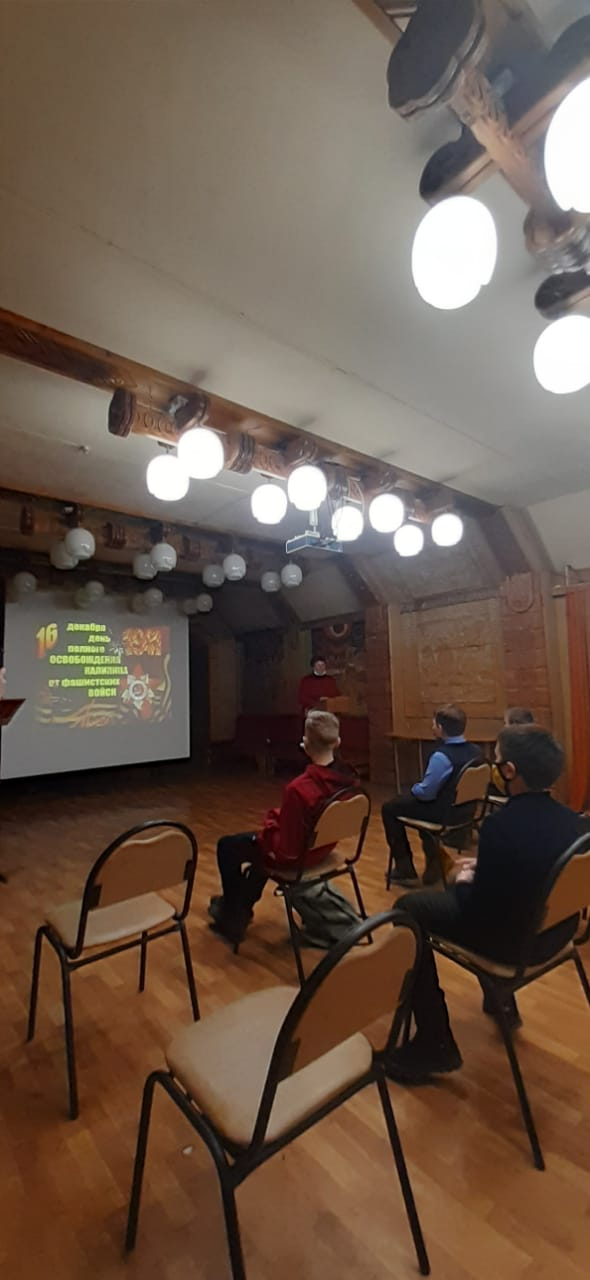 16 декабря
день
полного
ОСВОБОЖДЕНИЯ
КАЛИНИНА
от фашистских
ВОЙСК